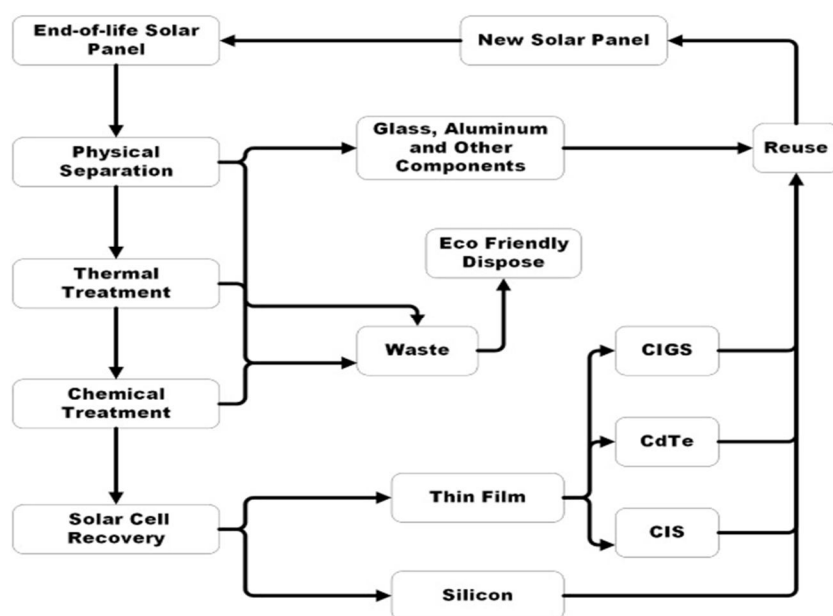 End-of-life Solar
Panel
New Solar Panel
Physical
Separation
Glass, Aluminum
and Other
Components
Reuse
Eco Friendly
Dispose
Thermal
Treatment
Waste
CIGS
Chemical
Treatment
CdTe
Thin Film
Solar Cell
Recovery
CIS
Silicon